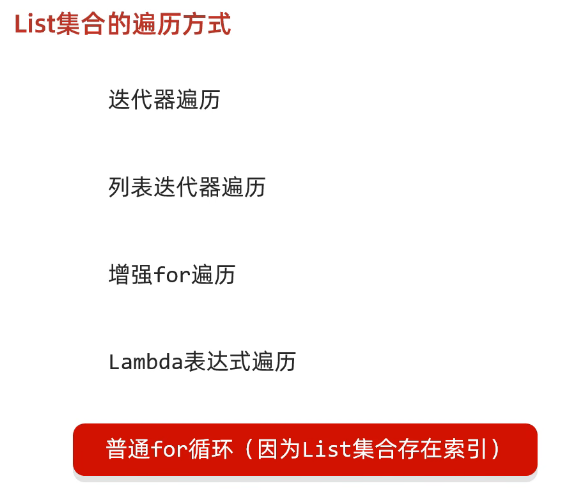 List集合的遍历方式
迭代器遍历
列表迭代器遍历
增强for遍历
Lambda表达式遍历
普通for循环（因为List集合存在索引）